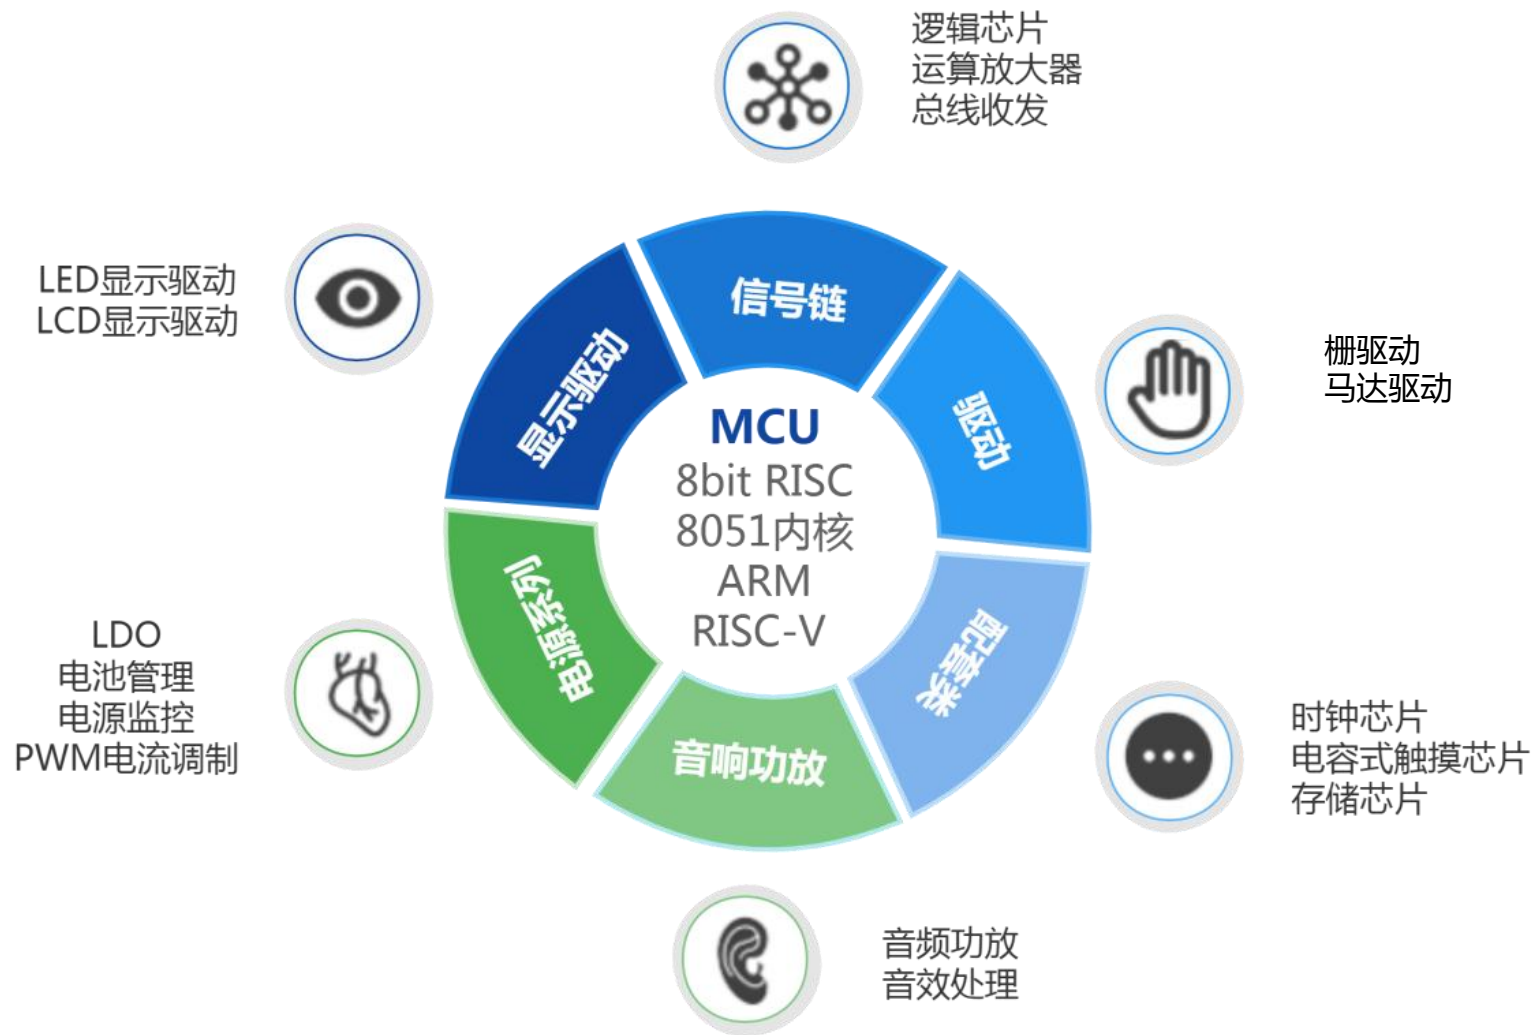 逻辑芯片
运算放大器
总线收发
LED显示驱动
LCD显示驱动
信号链
显示驱动
驱动
栅驱动
马达驱动
MCU
8bit RISC
8051内核
ARM
RISC-V
电源系列
配套类
音响功放
LDO
电池管理
电源监控
PWM电流调制
时钟芯片
电容式触摸芯片
存储芯片
音频功放
音效处理